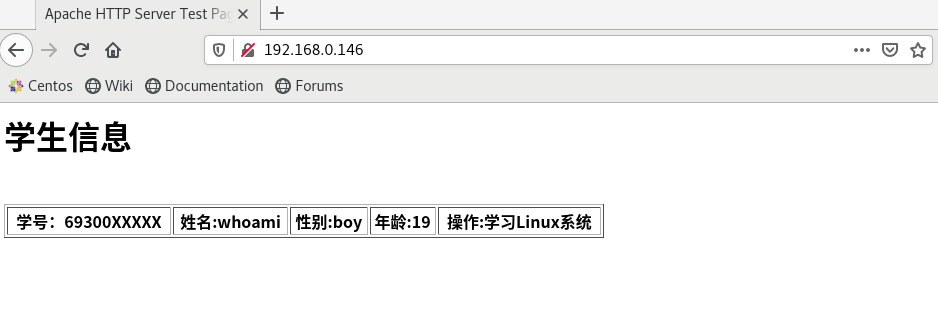 Apache HTTP Server Test Pag
192.168.0.146
Centos Wiki Documentation Forums
学生信息
学号：69300XXXXX 姓名:whoami 性别:boy 年龄:19 操作:学习Linux系统